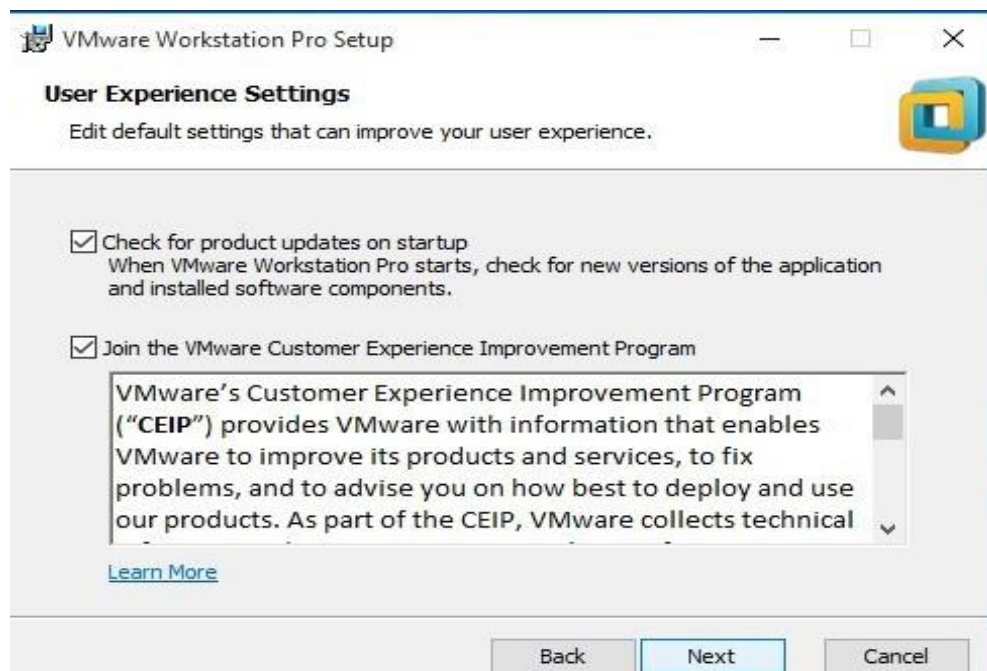 VMware Workstation Pro Setup
User Experience Settings
Edit default settings that can improve your user experience.
Check for product updates on startup
When VMware Workstation Pro starts, check for new versions of the application
and installed software components.
Join the VMware Customer Experience Improvement Program
VMware’s Customer Experience Improvement Program
(“CEIP”) provides VMware with information that enables
VMware to improve its products and services, to fix
problems, and to advise you on how best to deploy and use
our products. As part of the CEIP, VMware collects technical
Learn More
Back Next Cancel